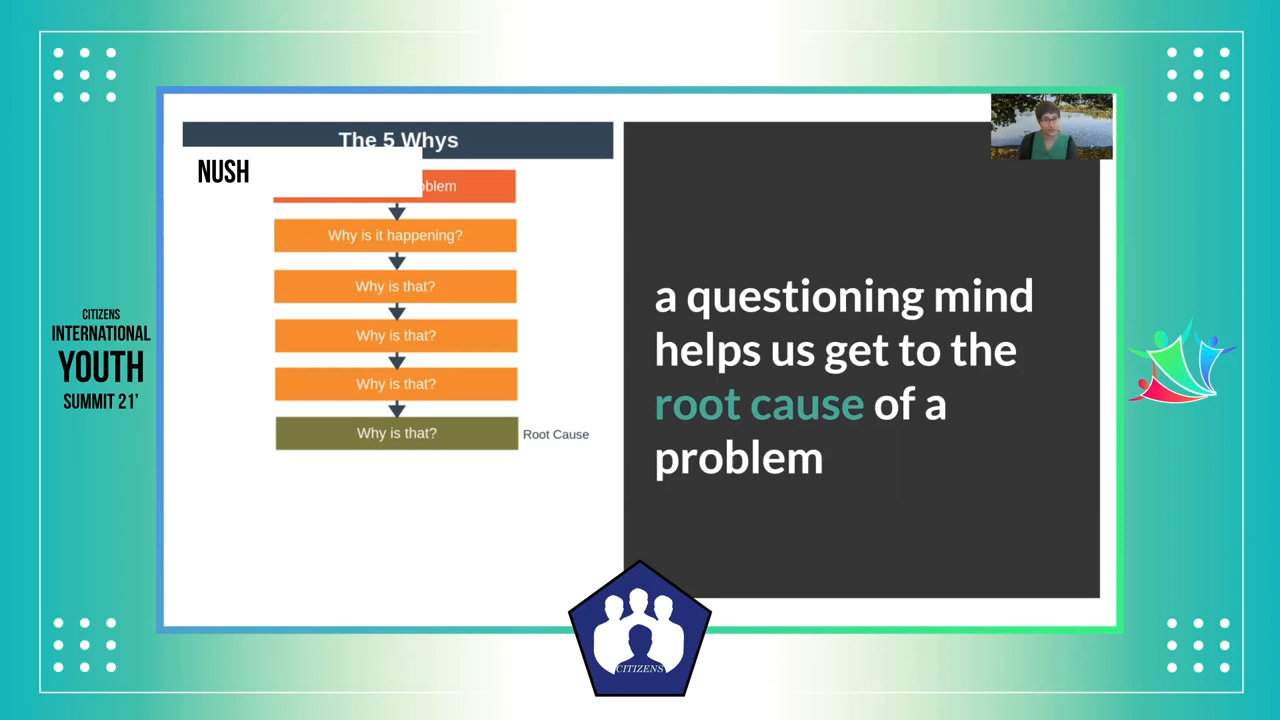 The 5 Whys
NUSH
oblem
Why is it happening?
Why is that?
Why is that?
Why is that?
Why is that?
Root Cause
a questioning mind
helps us get to the
root cause of a
problem
CITIZENS
INTERNATIONAL
YOUTH
SUMMIT 21'
CITIZENS